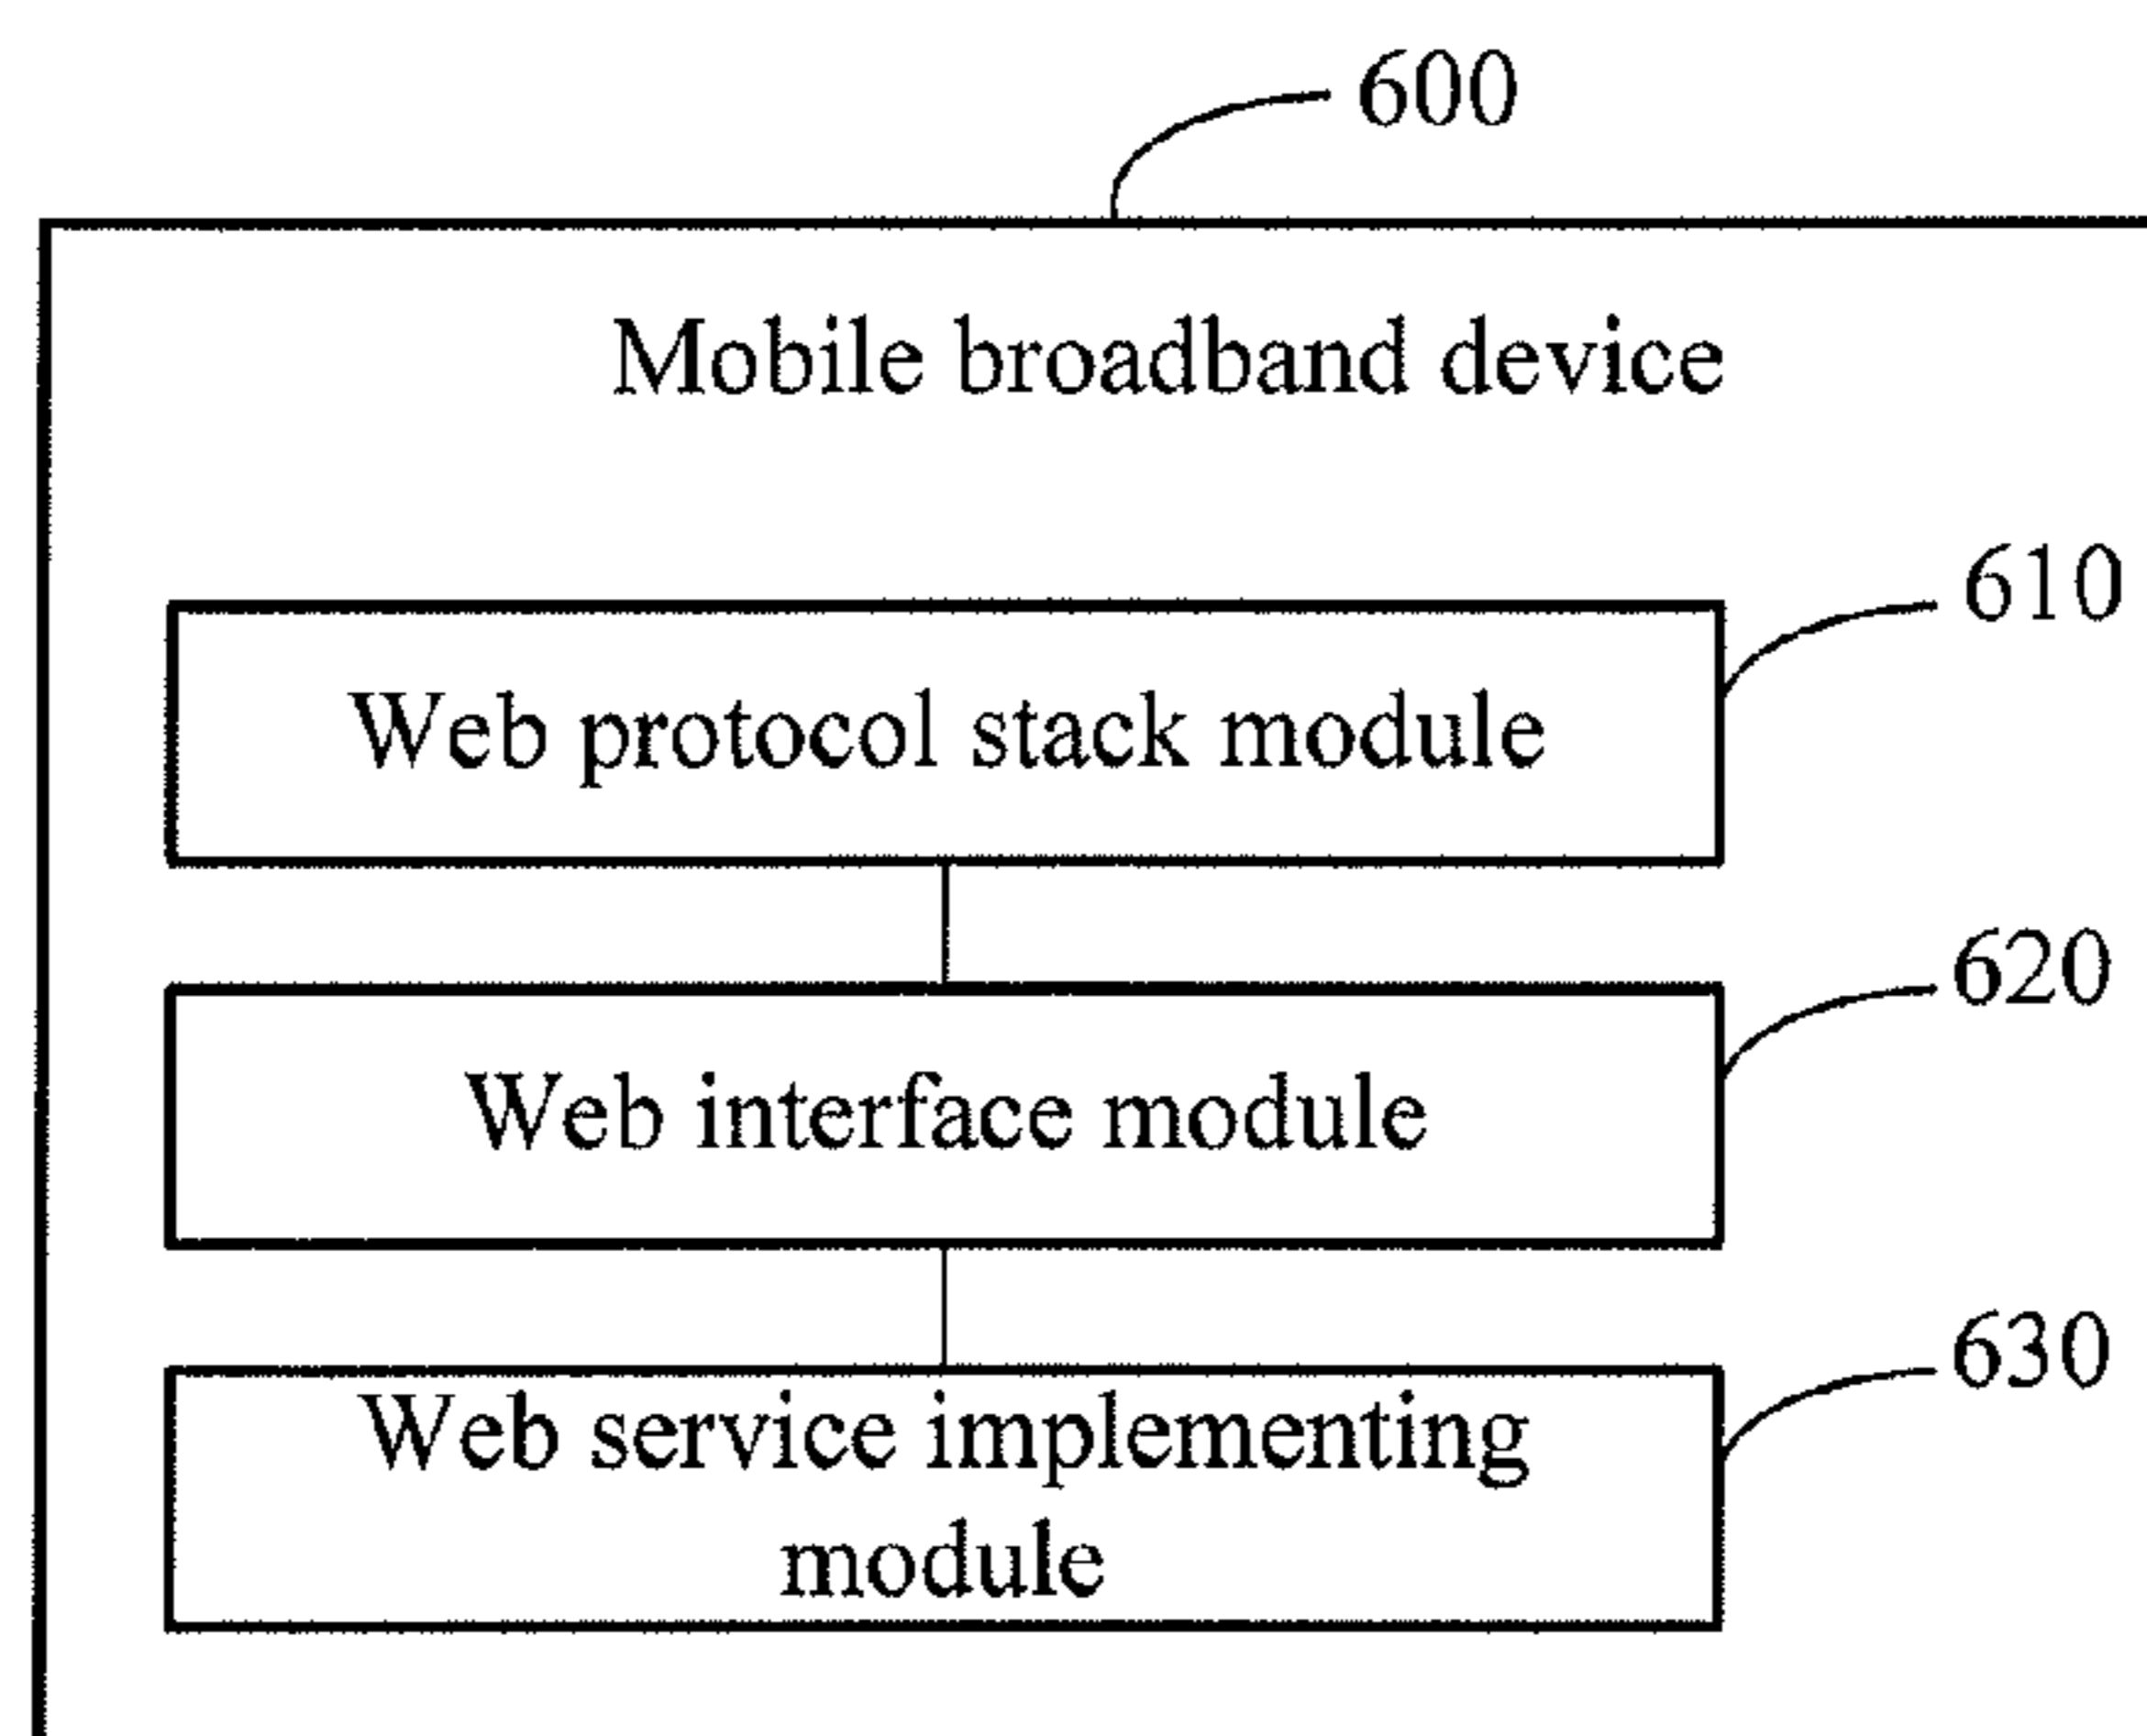 600
Mobile broadband device
610
Web protocol stack module
620
Web interface module
630
Web service implementing
module